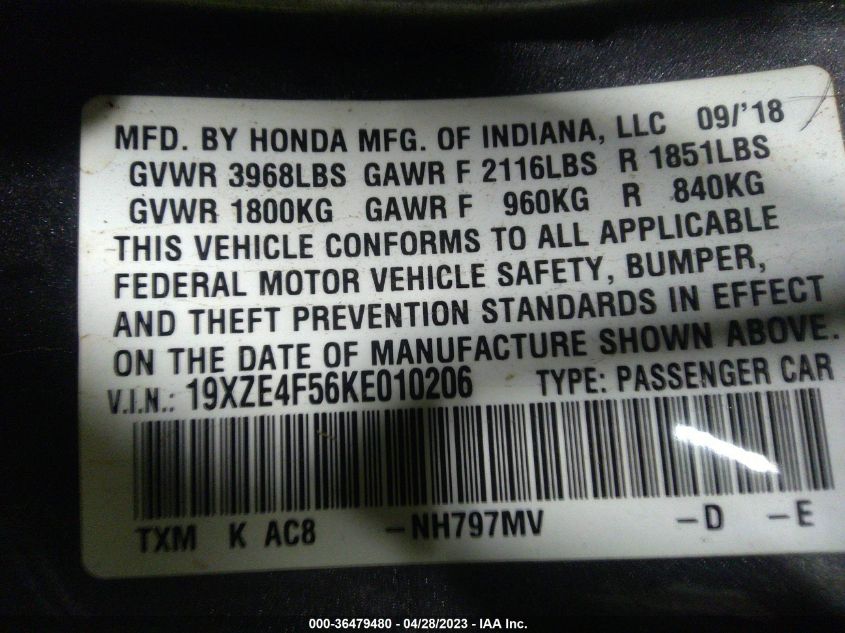 MFD. BY HONDA MFG. OF INDIANA, LLC 09/'18
GVWR 3968LBS GAWR F 2116LBS R 1851LBS
GVWR 1800KG GAWR F 960KG R 840KG
THIS VEHICLE CONFORMS TO ALL APPLICABLE
FEDERAL MOTOR VEHICLE SAFETY, BUMPER,
AND THEFT PREVENTION STANDARDS IN EFFECT
ON THE DATE OF MANUFACTURE SHOWN ABOVE.
V.I.N.: 19XZE4F56KE010206 TYPE: PASSENGER CAR
TXM K AC8 -NH797MV -D -E
000-36479480 - 04/28/2023 - IAA Inc.